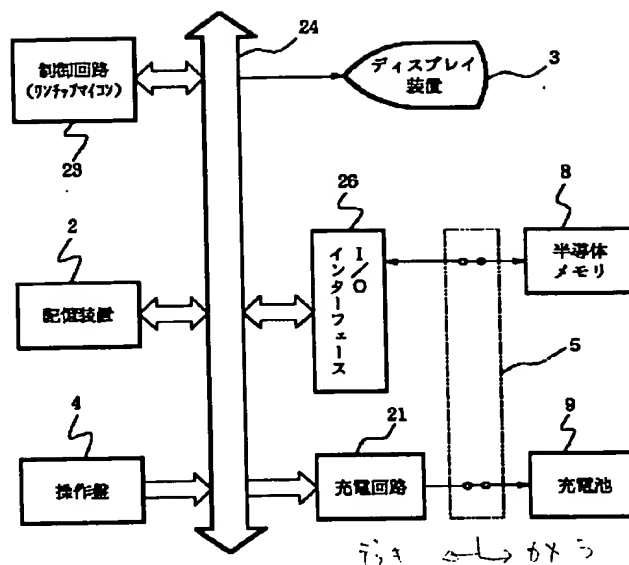 24
制御回路
(ワンチップマイコン)
23
ディスプレイ
装置
3
2
記憶装置
26
I/Oインターフェース
8
半導体
メモリ
5
4
操作盤
21
充電回路
9
充電池
デッキ ←→ カメラ